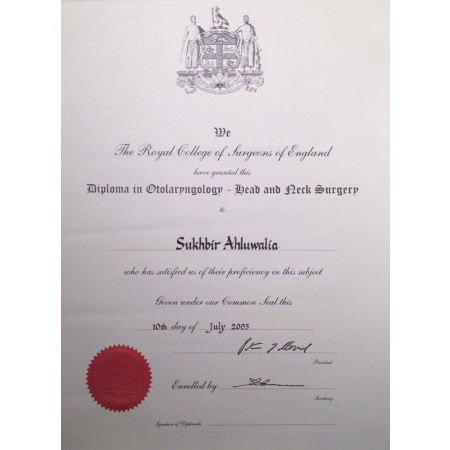 We
The Royal College of Surgeons of England
have granted this
Diploma in Otolaryngology - Head and Neck Surgery
to
Sukhbir Ahluwalia
who has satisfied us of their proficiency in this subject
Given under our Common Seal this
10th day of July 2003
President
Enrolled by
Secretary
Signature of Diplomate